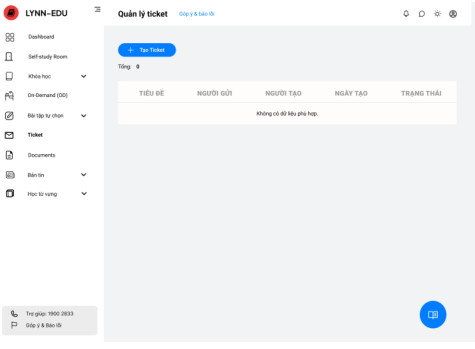 LYNN-EDU
Dashboard
Self-study Room
Khóa học
On-Demand (OD)
Bài tập tự chọn
Ticket
Documents
Bản tin
Học từ vựng
Trợ giúp: 1900 2833
Góp ý & Báo lỗi
Quản lý ticket Góp ý & báo lỗi
+ Tạo Ticket
Tổng: 0
TIÊU ĐỀ NGƯỜI GỬI NGƯỜI TẠO NGÀY TẠO TRẠNG THÁI
Không có dữ liệu phù hợp.